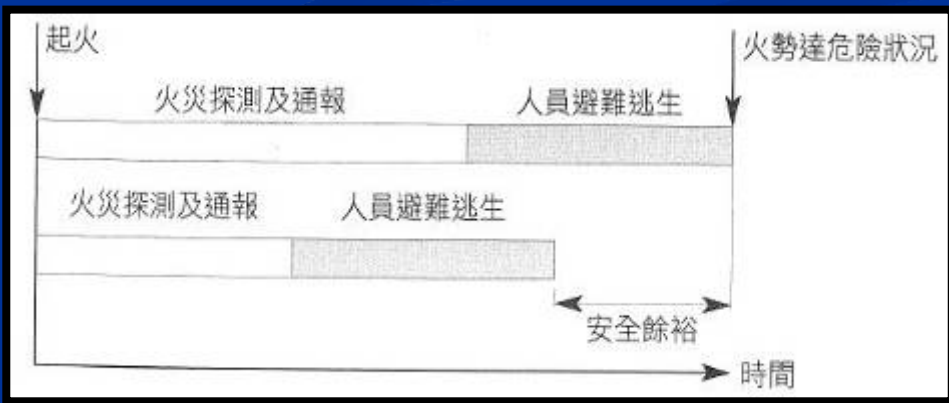 起火
火勢達危險狀況
火災探測及通報
人員避難逃生
火災探測及通報
人員避難逃生
安全餘裕
時間